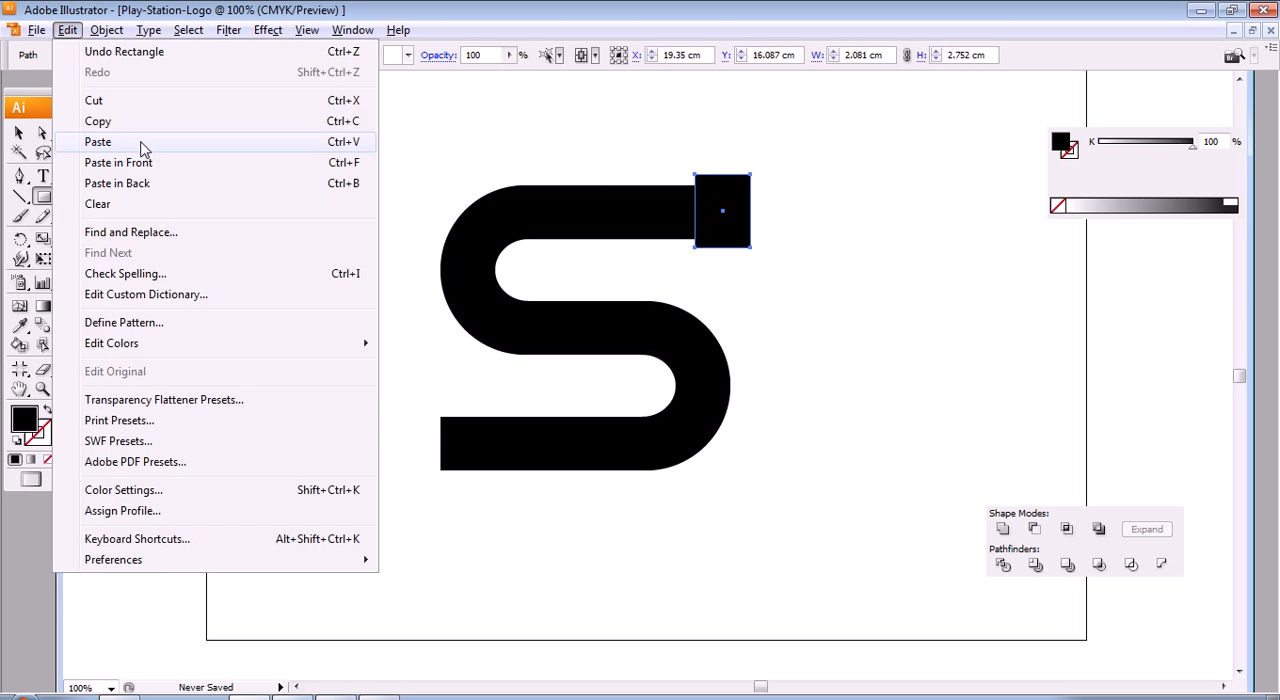 Adobe Illustrator - [Play-Station-Logo @ 100% (CMYK/Preview) ]
File Edit Object Type Select Filter Effect View Window Help
Path
Opacity: 100 % X: 19.35 cm Y: 16.087 cm W: 2.081 cm H: 2.752 cm
Undo Rectangle Ctrl+Z
Redo Shift+Ctrl+Z
Cut Ctrl+X
Copy Ctrl+C
Paste Ctrl+V
Paste in Front Ctrl+F
Paste in Back Ctrl+B
Clear
Find and Replace...
Find Next
Check Spelling... Ctrl+I
Edit Custom Dictionary...
Define Pattern...
Edit Colors
Edit Original
Transparency Flattener Presets...
Print Presets...
SWF Presets...
Adobe PDF Presets...
Color Settings... Shift+Ctrl+K
Assign Profile...
Keyboard Shortcuts... Alt+Shift+Ctrl+K
Preferences
Ai
K 100 %
Shape Modes:
Expand
Pathfinders:
100% Never Saved